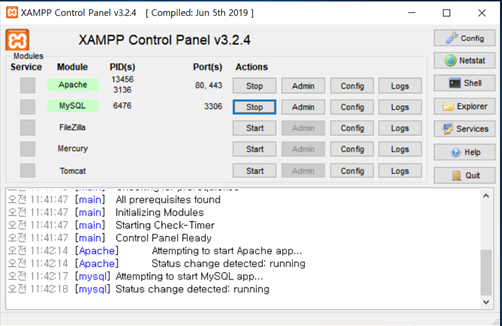 XAMPP Control Panel v3.2.4 [ Compiled: Jun 5th 2019 ]
XAMPP Control Panel v3.2.4
Config
Modules
Service Module PID(s) Port(s) Actions
Netstat
Apache 13456 3136 80, 443 Stop Admin Config Logs
Shell
MySQL 6476 3306 Stop Admin Config Logs
Explorer
FileZilla Start Admin Config Logs
Services
Mercury Start Admin Config Logs
Help
Tomcat Start Admin Config Logs
Quit
오전 11:41:47 [main] All prerequisites found
오전 11:41:47 [main] Initializing Modules
오전 11:41:47 [main] Starting Check-Timer
오전 11:41:47 [main] Control Panel Ready
오전 11:42:14 [Apache] Attempting to start Apache app...
오전 11:42:14 [Apache] Status change detected: running
오전 11:42:17 [mysql] Attempting to start MySQL app...
오전 11:42:18 [mysql] Status change detected: running